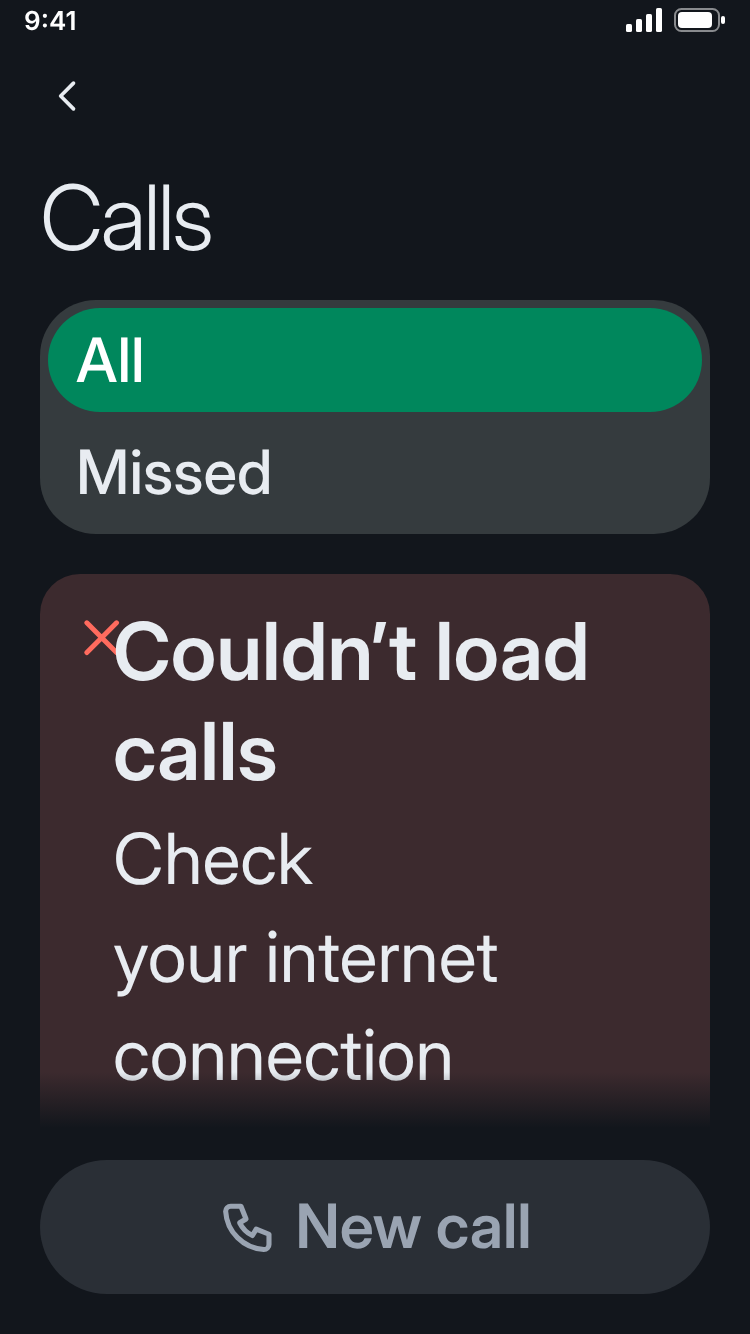 9:41
Calls
All
Missed
Couldn’t load
calls
Check
your internet
connection
New call